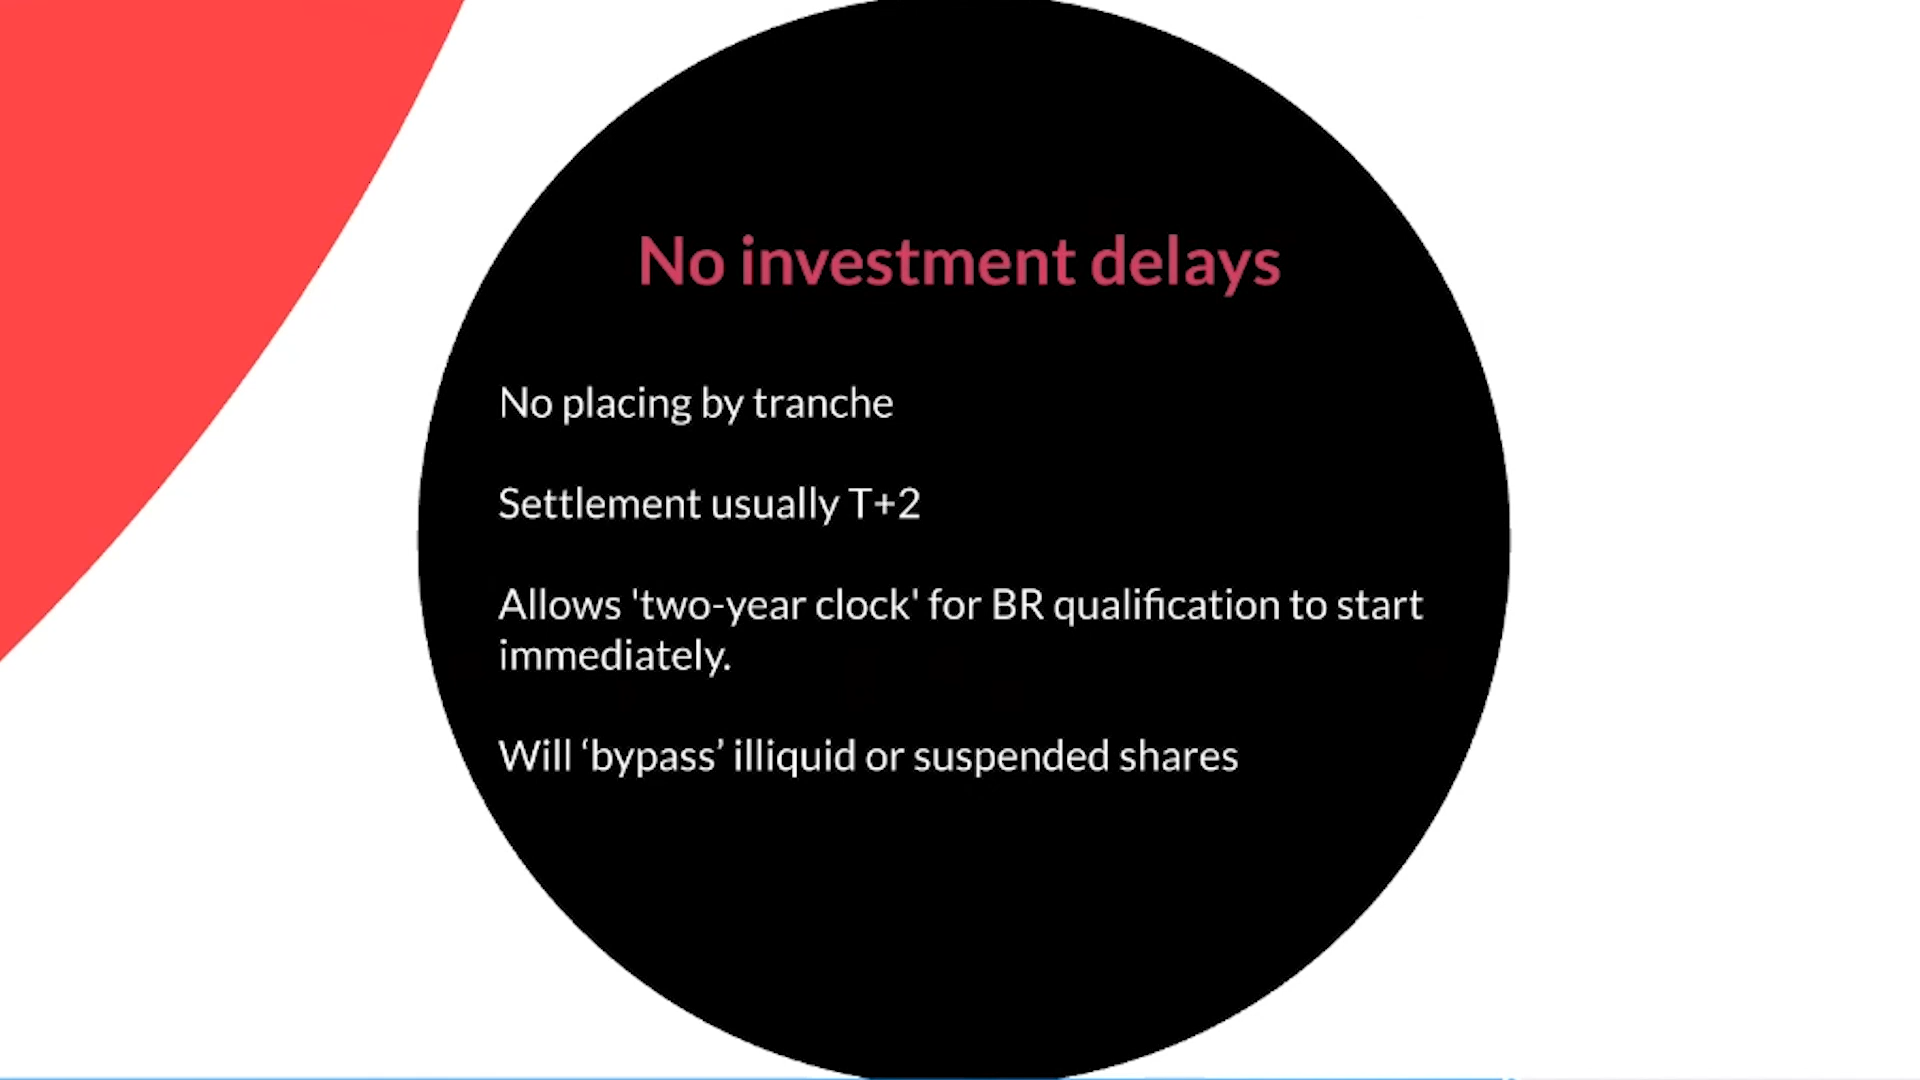 No investment delays
No placing by tranche
Settlement usually T+2
Allows 'two-year clock' for BR qualification to start
immediately.
Will ‘bypass’ illiquid or suspended shares